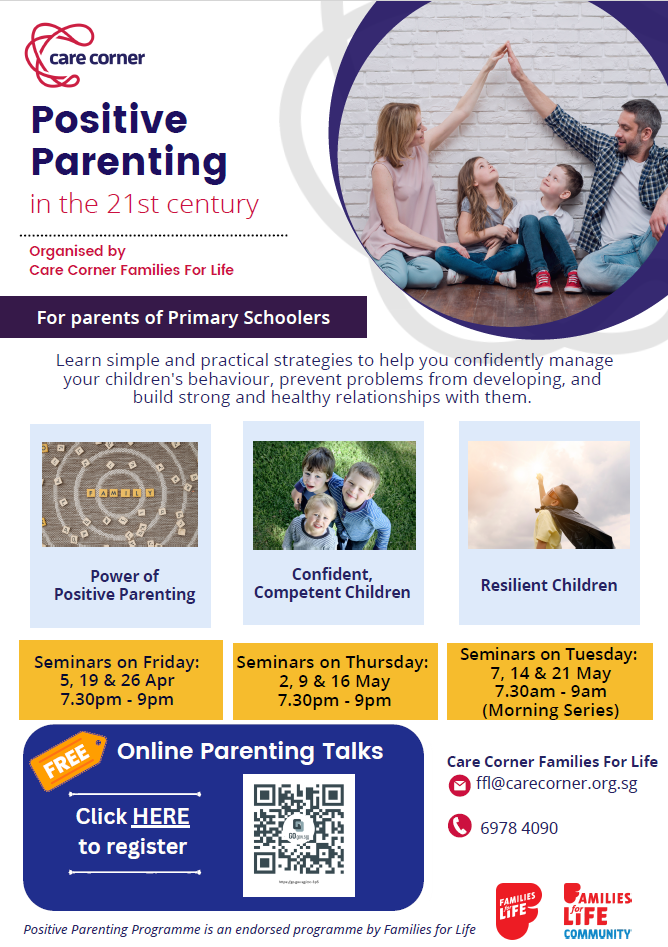 care corner
Positive
Parenting
in the 21st century
Organised by
Care Corner Families For Life
For parents of Primary Schoolers
Learn simple and practical strategies to help you confidently manage
your children's behaviour, prevent problems from developing, and
build strong and healthy relationships with them.
FAMILY
Power of
Positive Parenting
Confident,
Competent Children
Resilient Children
Seminars on Friday:
5, 19 & 26 Apr
7.30pm - 9pm
Seminars on Thursday:
2, 9 & 16 May
7.30pm - 9pm
Seminars on Tuesday:
7, 14 & 21 May
7.30am - 9am
(Morning Series)
FREE
Online Parenting Talks
Click HERE
to register
Care Corner Families For Life
ffl@carecorner.org.sg
6978 4090
FAMILIES
for
LIFE
FAMILIES
for
LIFE
COMMUNITY
Positive Parenting Programme is an endorsed programme by Families for Life